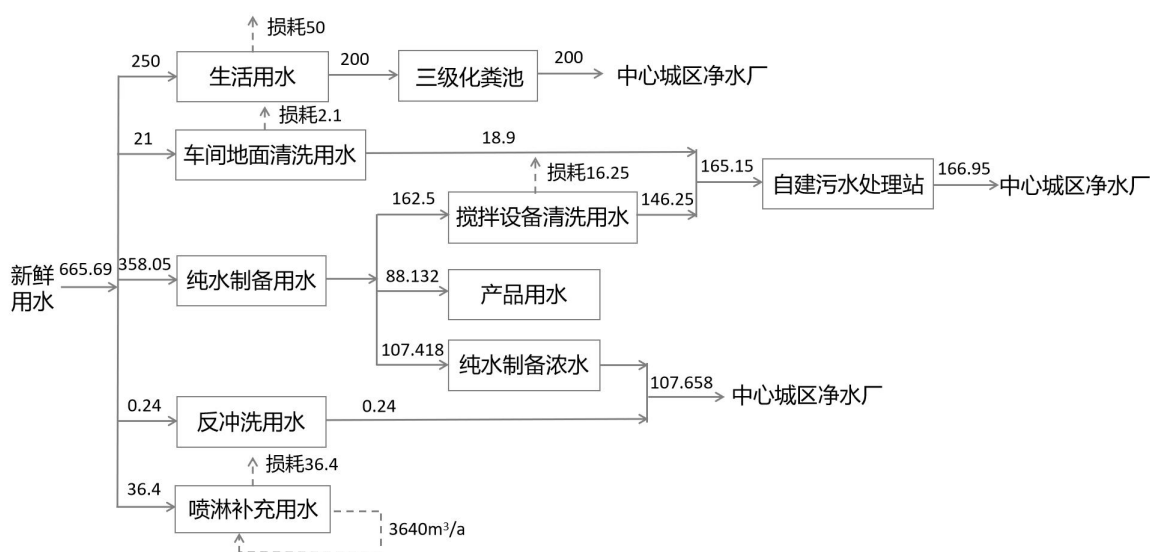 损耗50
250
生活用水
200
三级化粪池
200
中心城区净水厂
损耗2.1
21
车间地面清洗用水
18.9
损耗16.25
165.15
自建污水处理站
166.95
中心城区净水厂
162.5
搅拌设备清洗用水
146.25
新鲜
用水
665.69
358.05
纯水制备用水
88.132
产品用水
107.418
纯水制备浓水
107.658
中心城区净水厂
0.24
反冲洗用水
0.24
损耗36.4
36.4
喷淋补充用水
3640m³/a